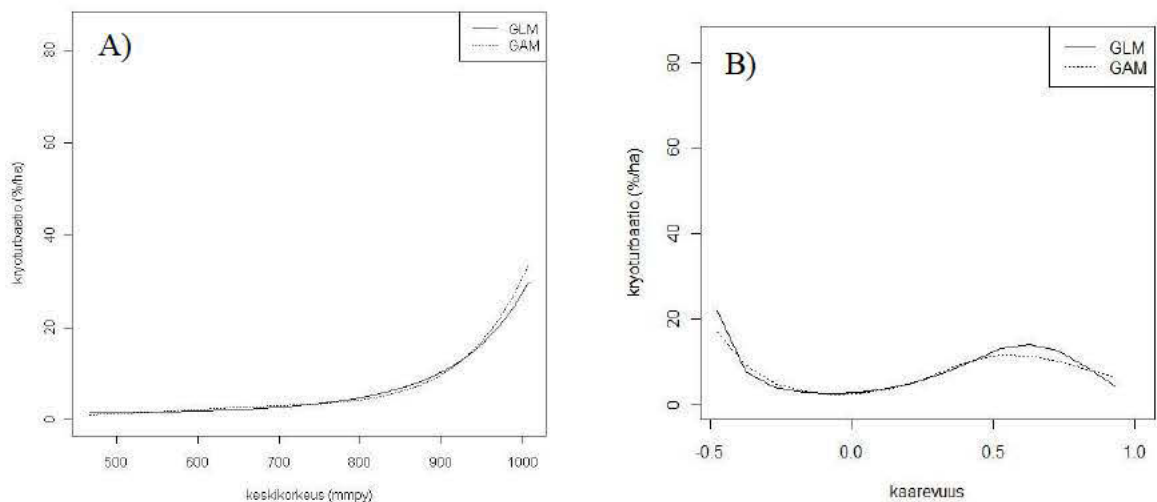 A)
GLM
GAM
80
60
40
20
0
kryoturbaatio (%/ha)
500 600 700 800 900 1000
keskikorkeus (mmpy)
B)
GLM
GAM
80
60
40
20
0
kryoturbaatio (%/ha)
-0.5 0.0 0.5 1.0
kaarevuus